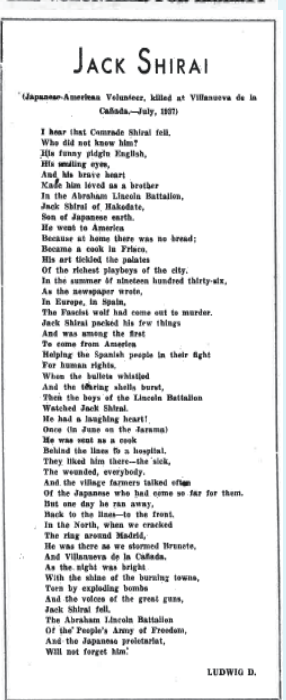 JACK SHIRAI
(Japanese-American Volunteer, killed at Villanueva de la
Cañada.—July, 1937)
I hear that Comrade Shirai fell.
Who did not know him?
His funny pidgin English,
His smiling eyes,
And his brave heart
Made him loved as a brother
In the Abraham Lincoln Battalion,
Jack Shirai of Hakodate,
Son of Japanese earth.
He went to America
Because at home there was no bread;
Became a cook in Frisco.
His art tickled the palates
Of the richest playboys of the city.
In the summer of nineteen hundred thirty-six,
As the newspaper wrote,
In Europe, in Spain,
The Fascist wolf had come out to murder.
Jack Shirai packed his few things
And was among the first
To come from America
Helping the Spanish people in their fight
For human rights.
When the bullets whistled
And the tearing shells burst,
Then the boys of the Lincoln Battalion
Watched Jack Shirai.
He had a laughing heart!
Once (in June on the Jarama)
He was sent as a cook
Behind the lines to a hospital.
They liked him there—the sick,
The wounded, everybody.
And the village farmers talked often
Of the Japanese who had come so far for them.
But one day he ran away,
Back to the lines—to the front.
In the North, when we cracked
The ring around Madrid,
He was there as we stormed Brunete,
And Villanueva de la Cañada.
As the night was bright
With the shine of the burning towns,
Torn by exploding bombs
And the voices of the great guns,
Jack Shirai fell.
The Abraham Lincoln Battalion
Of the People's Army of Freedom,
And the Japanese proletariat,
Will not forget him.
LUDWIG D.